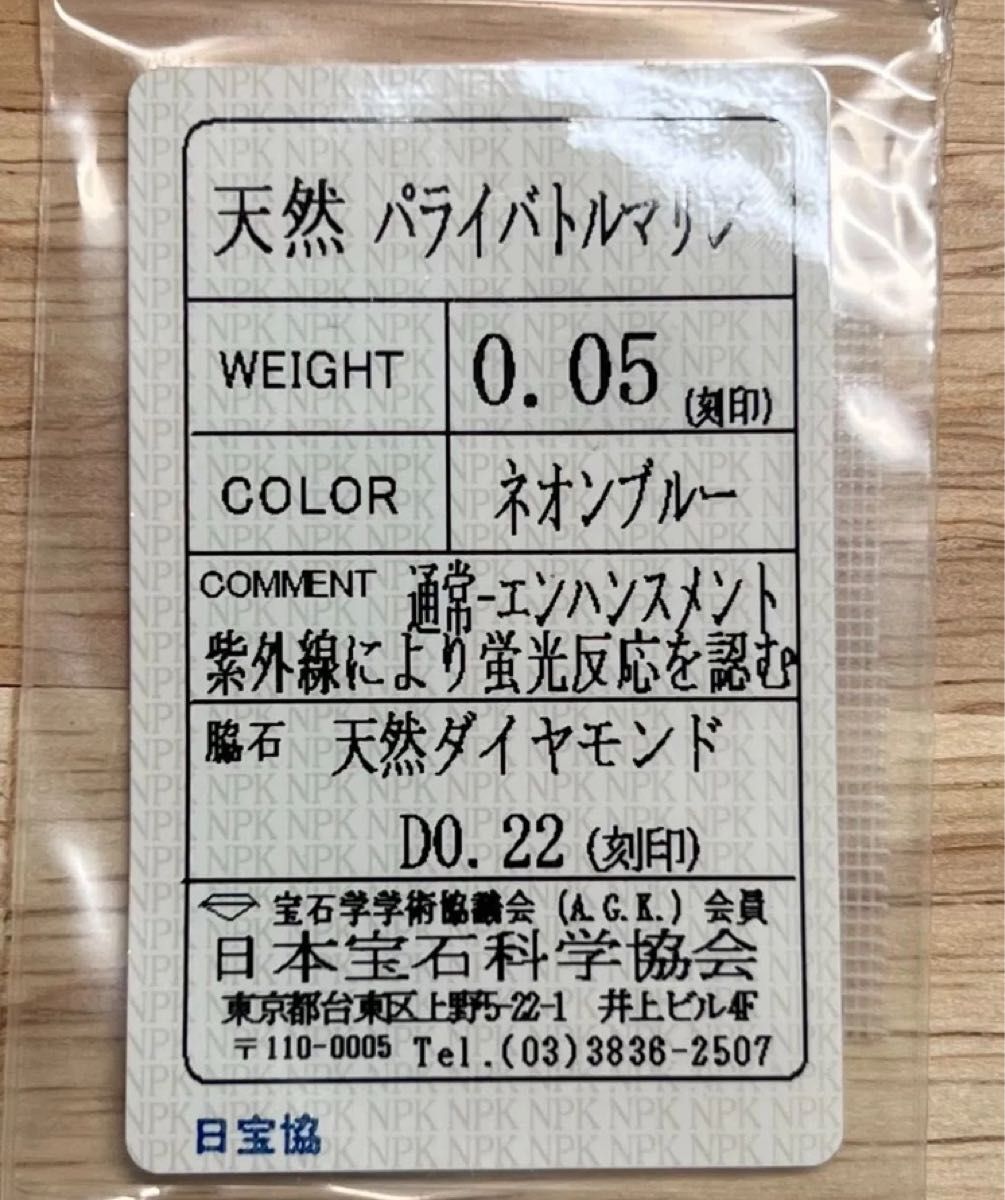 天然 パライバトルマリン
WEIGHT 0.05 (刻印)
COLOR ネオンブルー
COMMENT 通常-エンハンスメント
紫外線により蛍光反応を認む
脇石 天然ダイヤモンド
D0.22 (刻印)
宝石学学術協議会 (A.G.K.) 会員
日本宝石科学協会
東京都台東区上野5-22-1 井上ビル4F
〒110-0005 Tel.(03)3836-2507
日宝協